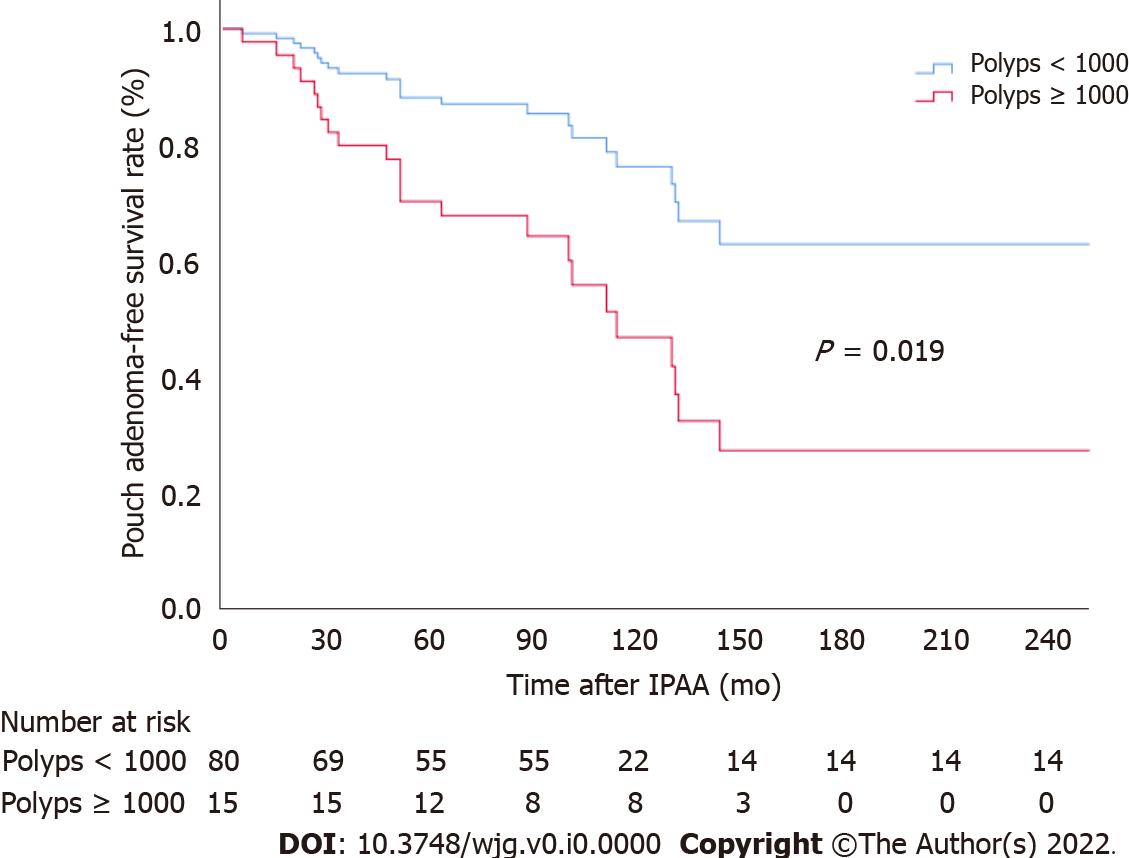 Polyps < 1000
Polyps ≥ 1000
Pouch adenoma-free survival rate (%)
1.0
0.8
0.6
0.4
0.2
0.0
P = 0.019
0 30 60 90 120 150 180 210 240
Time after IPAA (mo)
Number at risk
Polyps < 1000 80 69 55 55 22 14 14 14 14
Polyps ≥ 1000 15 15 12 8 8 3 0 0 0
DOI: 10.3748/wjg.v0.i0.0000 Copyright ©The Author(s) 2022.